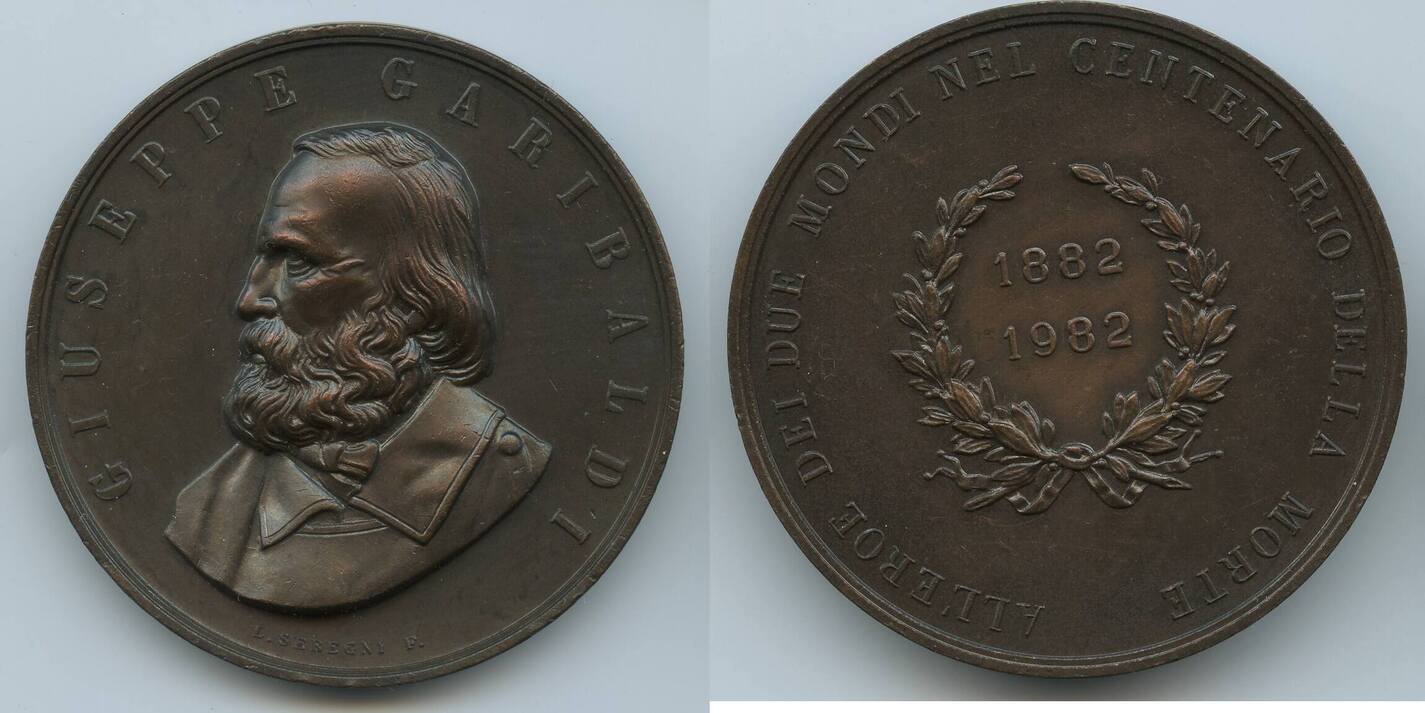 GIUSEPPE GARIBALDI
L. SEREGNI F.
ALL'EROE DEI DUE MONDI NEL CENTENARIO DELLA MORTE
1882
1982